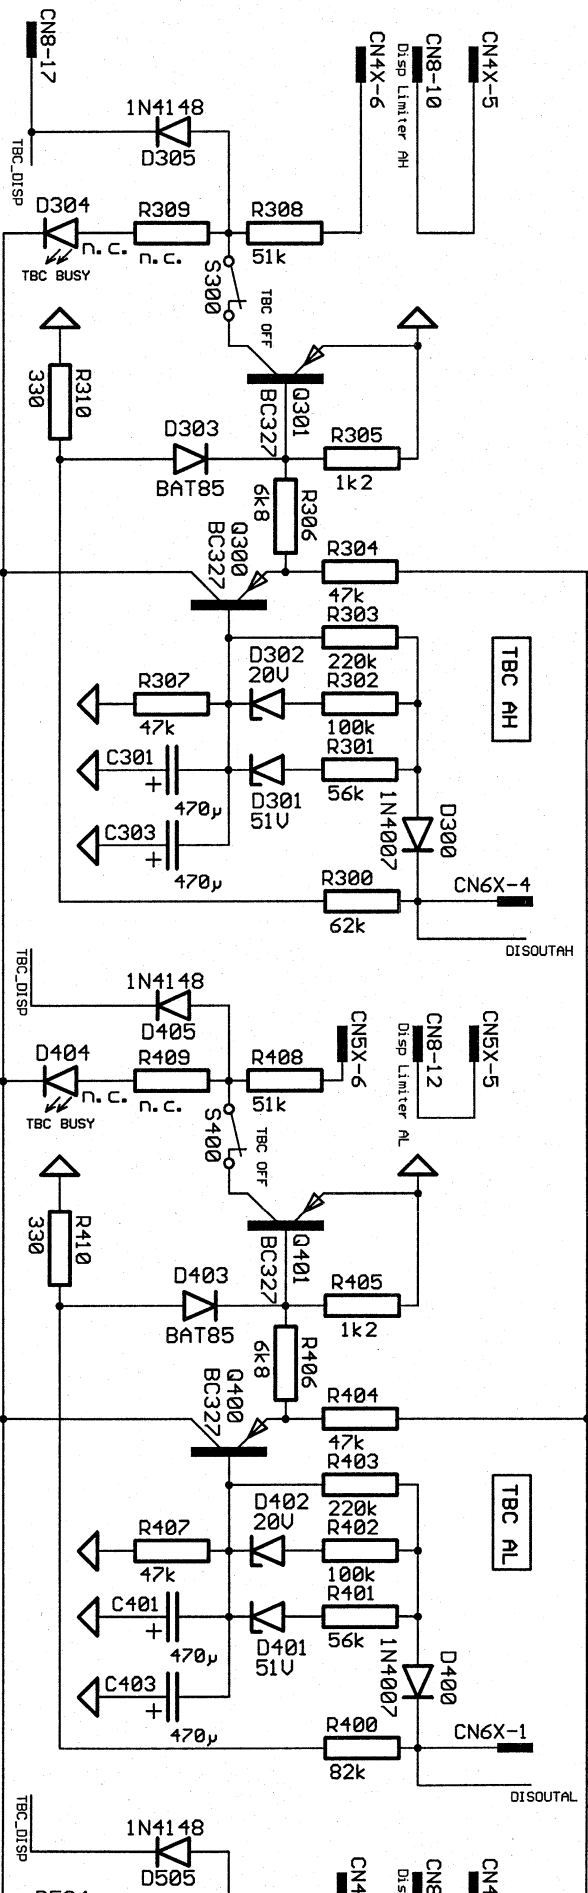 CN8-17
CN4X-6
Disp Limiter AH
CN8-10
CN4X-5
1N4148
D305
TBC_DISP
D304
R309
R308
n.c.
n.c.
51k
TBC BUSY
S300
TBC OFF
R310
330
Q301
BC327
D303
BAT85
R305
1k2
R306
6k8
Q300
BC327
R304
47k
R303
220k
D302
20V
R302
100k
R307
47k
C301
470µ
R301
56k
D301
51V
TBC AH
D300
1N4007
C303
470µ
R300
62k
CN6X-4
DISOUTAH
TBC_DISP
1N4148
D405
CN5X-6
Disp Limiter AL
CN8-12
CN5X-5
D404
R409
R408
n.c.
n.c.
51k
TBC BUSY
S400
TBC OFF
R410
330
Q401
BC327
D403
BAT85
R405
1k2
R406
6k8
Q400
BC327
R404
47k
R403
220k
D402
20V
R402
100k
R407
47k
C401
470µ
R401
56k
D401
51V
TBC AL
D400
1N4007
C403
470µ
R400
82k
CN6X-1
DISOUTAL
TBC_DISP
1N4148
D505
CN4
Dis
CN8
CN4